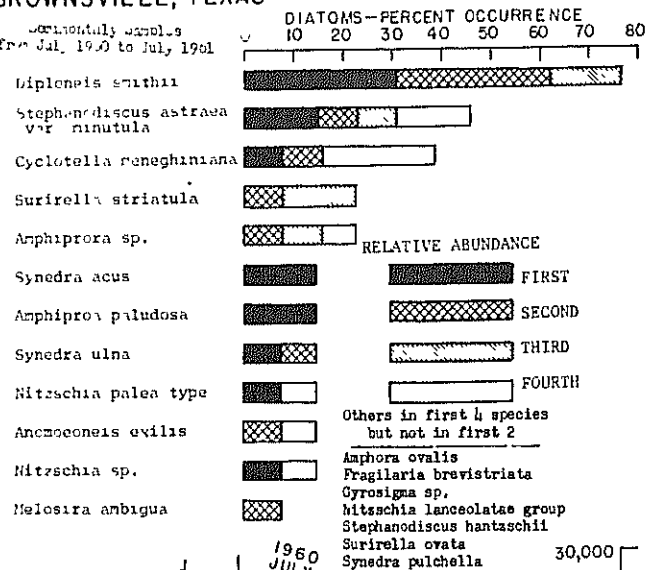 BROWNSVILLE, TEXAS
DIATOMS—PERCENT OCCURRENCE
from Jul, 1960 to July, 1961
10 20 30 40 50 60 70 80
Diploneis smithii
Stephanodiscus astraea
var. minutula
Cyclotella meneghiniana
Surirella striatula
Amphiprora sp.
RELATIVE ABUNDANCE
Synedra acus
FIRST
Amphipron paludosa
SECOND
Synedra ulna
THIRD
Nitzschia palea type
FOURTH
Others in first 4 species
but not in first 2
Anomoeoneis exilis
Nitzschia sp.
Melosira ambigua
Amphora ovalis
Fragilaria brevistriata
Gyrosigma sp.
Nitzschia lanceolatae group
Stephanodiscus hantzschii
Surirella ovata
Synedra pulchella
1960
JULY
30,000